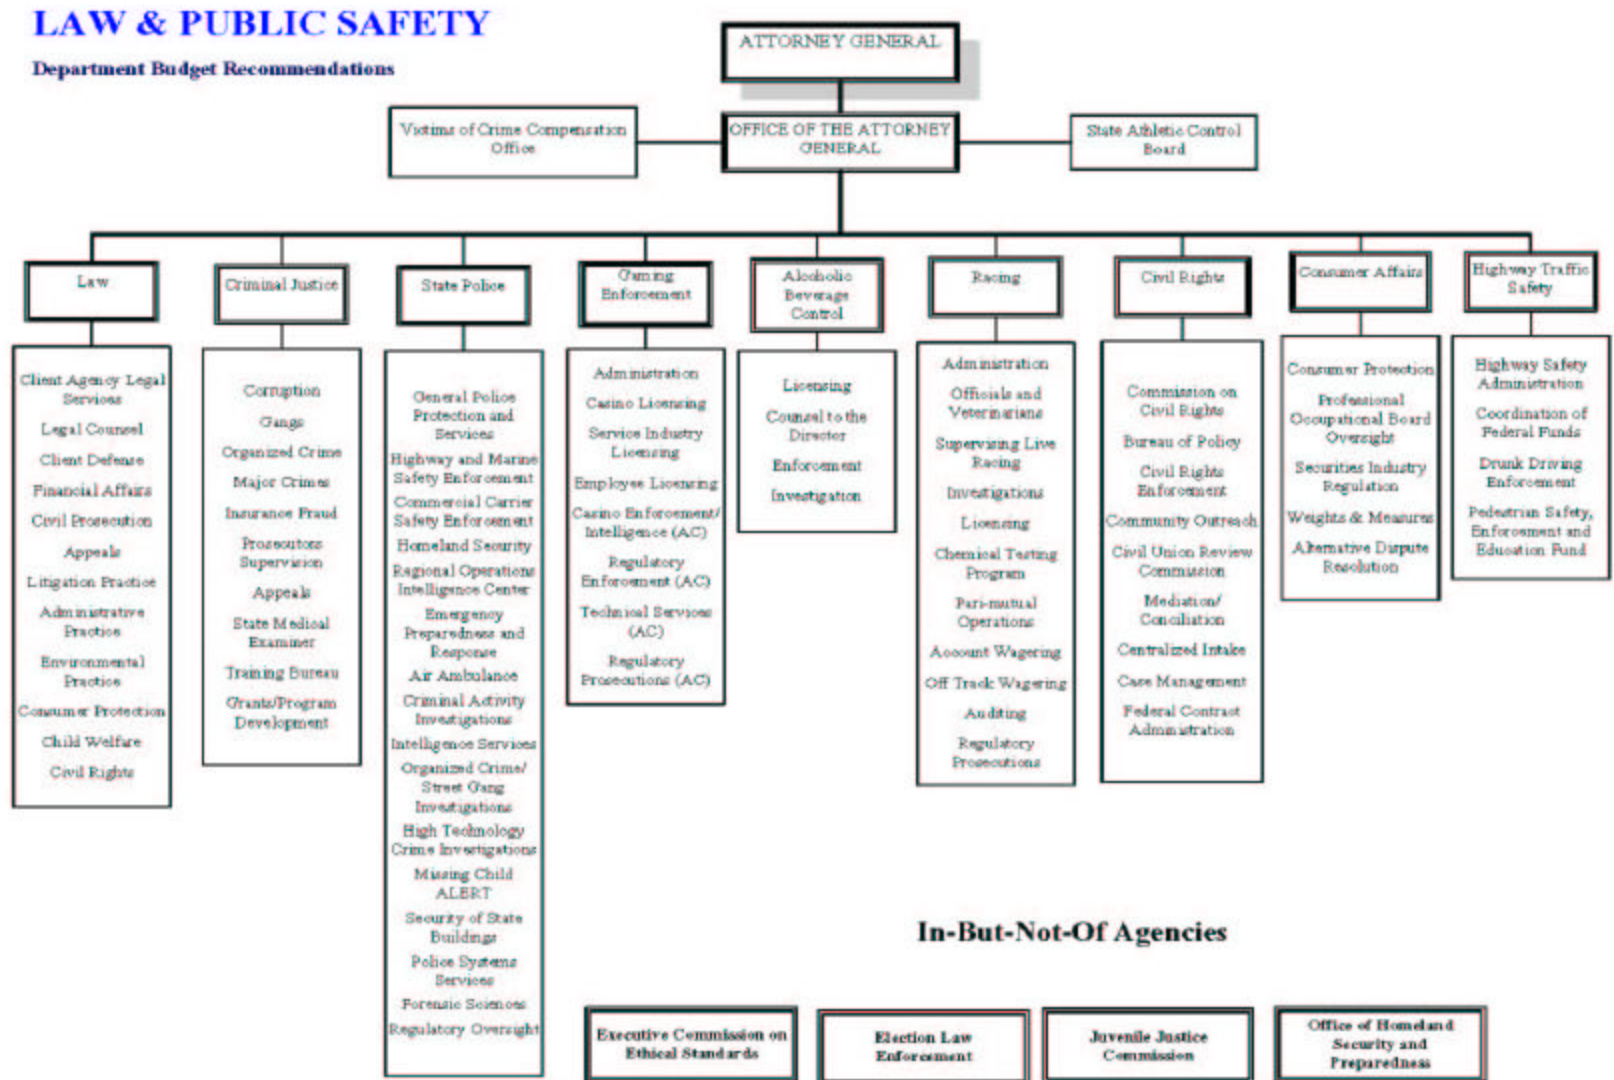 LAW & PUBLIC SAFETY
Department Budget Recommendations
ATTORNEY GENERAL
Victims of Crime Compensation
Office
OFFICE OF THE ATTORNEY
GENERAL
State Athletic Control
Board
Law
Client Agency Legal
Services
Legal Counsel
Client Defense
Financial Affairs
Civil Prosecution
Appeals
Litigation Practice
Administrative
Practice
Environmental
Practice
Consumer Protection
Child Welfare
Civil Rights
Criminal Justice
Corruption
Gangs
Organized Crime
Major Crimes
Insurance Fraud
Prosecutors
Supervision
Appeals
State Medical
Examiner
Training Bureau
Grants/Program
Development
State Police
General Police
Protection and
Services
Highway and Marine
Safety Enforcement
Commercial Carrier
Safety Enforcement
Homeland Security
Regional Operations
Intelligence Center
Emergency
Preparedness and
Response
Air Ambulance
Criminal Activity
Investigations
Intelligence Services
Organized Crime/
Street Gang
Investigations
High Technology
Crime Investigations
Missing Child
ALERT
Security of State
Buildings
Police Systems
Services
Forensic Sciences
Regulatory Oversight
Gaming
Enforcement
Administration
Casino Licensing
Service Industry
Licensing
Employee Licensing
Casino Enforcement/
Intelligence (AC)
Regulatory
Enforcement (AC)
Technical Services
(AC)
Regulatory
Prosecutions (AC)
Alcoholic
Beverage
Control
Licensing
Counsel to the
Director
Enforcement
Investigation
Racing
Administration
Officials and
Veterinarians
Supervising Live
Racing
Investigations
Licensing
Chemical Testing
Program
Pari-mutual
Operations
Account Wagering
Off Track Wagering
Auditing
Regulatory
Prosecutions
Civil Rights
Commission on
Civil Rights
Bureau of Policy
Civil Rights
Enforcement
Community Outreach
Civil Union Review
Commission
Mediation/
Conciliation
Centralized Intake
Case Management
Federal Contract
Administration
Consumer Affairs
Consumer Protection
Professional
Occupational Board
Oversight
Securities Industry
Regulation
Weights & Measures
Alternative Dispute
Resolution
Highway Traffic
Safety
Highway Safety
Administration
Coordination of
Federal Funds
Drunk Driving
Enforcement
Pedestrian Safety,
Enforcement and
Education Fund
In-But-Not-Of Agencies
Executive Commission on
Ethical Standards
Election Law
Enforcement
Juvenile Justice
Commission
Office of Homeland
Security and
Preparedness